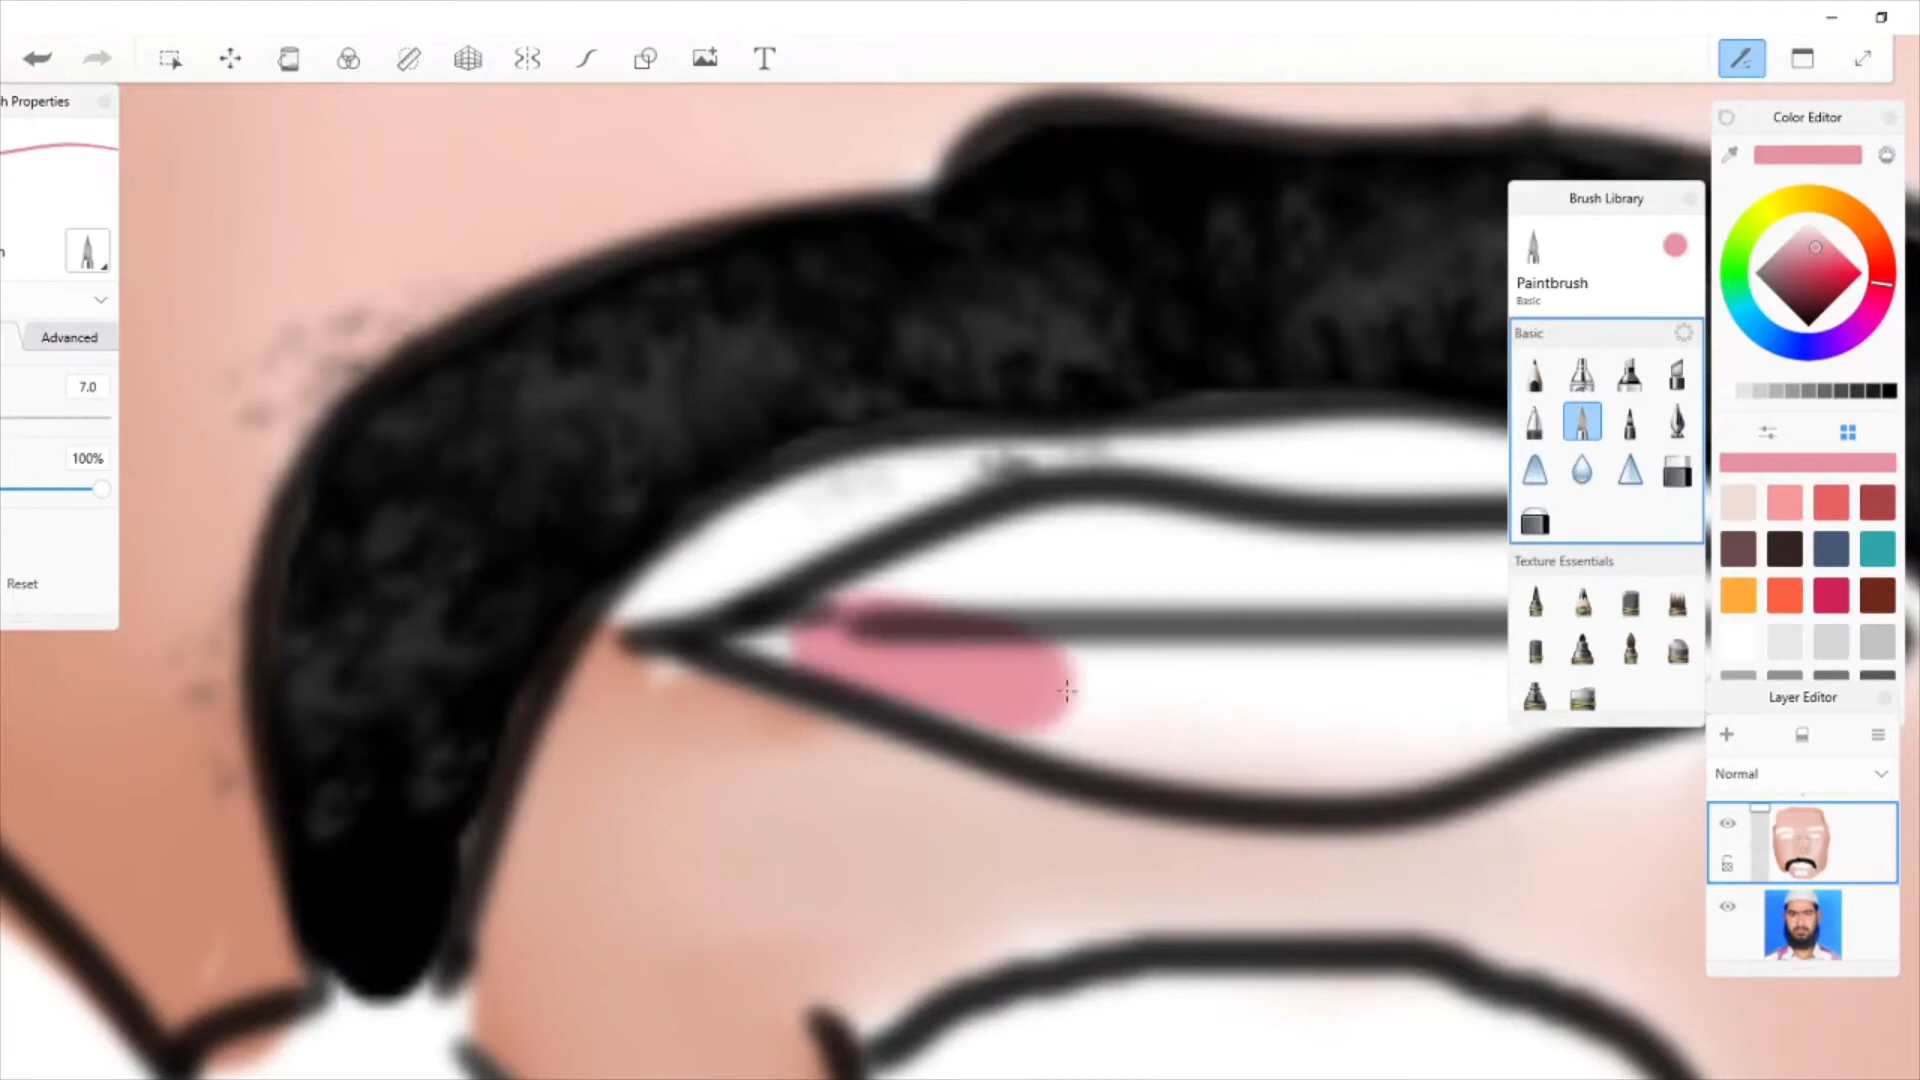 h Properties
Color Editor
Brush Library
Paintbrush
Basic
Basic
Advanced
7.0
100%
Texture Essentials
Reset
Layer Editor
Normal